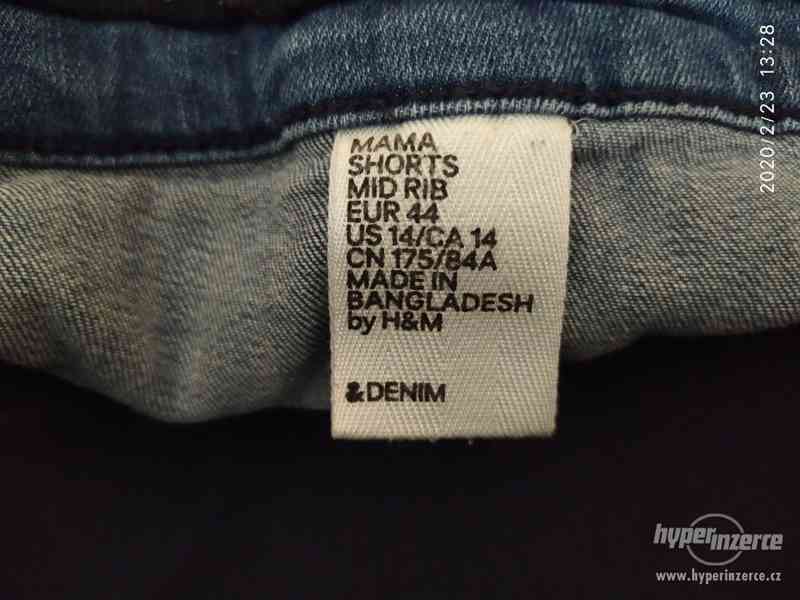 MAMA
SHORTS
MID RIB
EUR 44
US 14/CA 14
CN 175/84A
MADE IN
BANGLADESH
by H&M
&DENIM
2020/2/23 13:28
hyperinzerce
www.hyperinzerce.cz